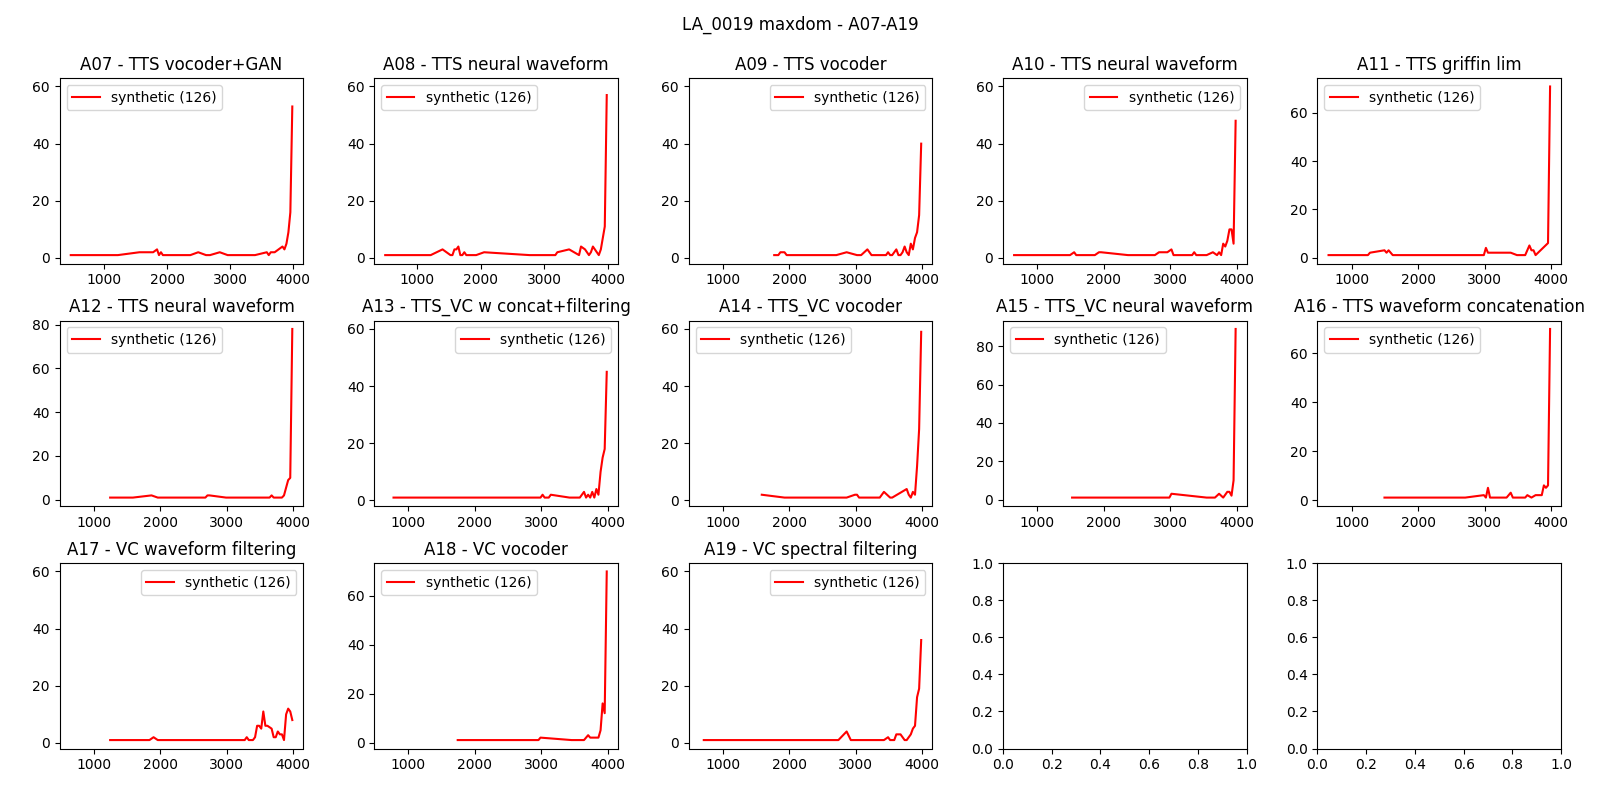 LA_0019 maxdom - A07-A19
A07 - TTS vocoder+GAN
synthetic (126)
60
40
20
0
1000 2000 3000 4000
A08 - TTS neural waveform
synthetic (126)
60
40
20
0
1000 2000 3000 4000
A09 - TTS vocoder
synthetic (126)
60
40
20
0
1000 2000 3000 4000
A10 - TTS neural waveform
synthetic (126)
60
40
20
0
1000 2000 3000 4000
A11 - TTS griffin lim
synthetic (126)
60
40
20
0
1000 2000 3000 4000
A12 - TTS neural waveform
synthetic (126)
80
60
40
20
0
1000 2000 3000 4000
A13 - TTS_VC w concat+filtering
synthetic (126)
60
40
20
0
1000 2000 3000 4000
A14 - TTS_VC vocoder
synthetic (126)
60
40
20
0
1000 2000 3000 4000
A15 - TTS_VC neural waveform
synthetic (126)
80
60
40
20
0
1000 2000 3000 4000
A16 - TTS waveform concatenation
synthetic (126)
60
40
20
0
1000 2000 3000 4000
A17 - VC waveform filtering
synthetic (126)
60
40
20
0
1000 2000 3000 4000
A18 - VC vocoder
synthetic (126)
60
40
20
0
1000 2000 3000 4000
A19 - VC spectral filtering
synthetic (126)
60
40
20
0
1000 2000 3000 4000
1.0
0.8
0.6
0.4
0.2
0.0
0.0 0.2 0.4 0.6 0.8 1.0
1.0
0.8
0.6
0.4
0.2
0.0
0.0 0.2 0.4 0.6 0.8 1.0